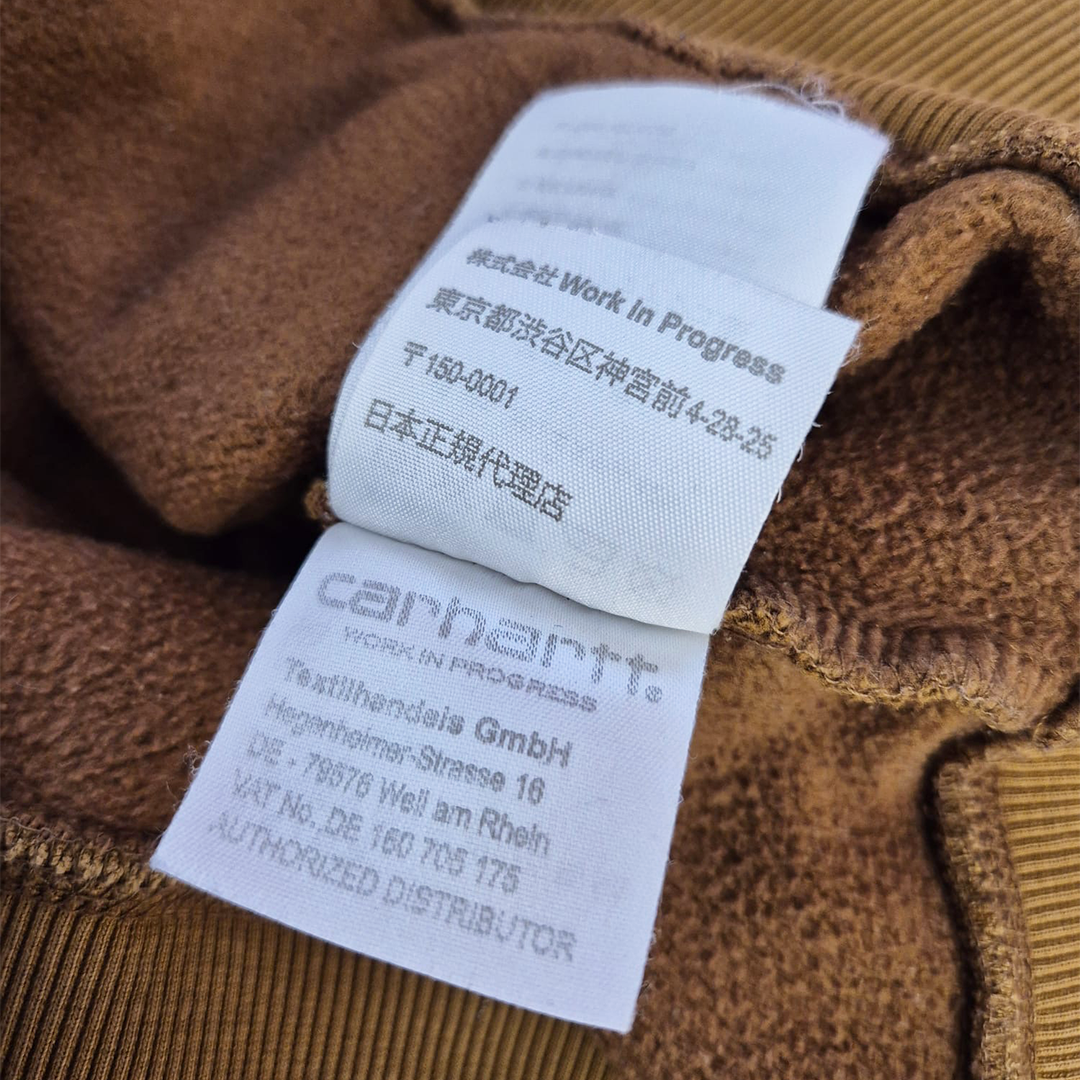 株式会社 Work in Progress
東京都渋谷区神宮前 4-28-25
〒150-0001
日本正規代理店
carhartt.
WORK IN PROGRESS
Textilhandels GmbH
Hegenheimer-Strasse 16
DE - 79576 Weil am Rhein
VAT No. DE 160 705 175
AUTHORIZED DISTRIBUTOR